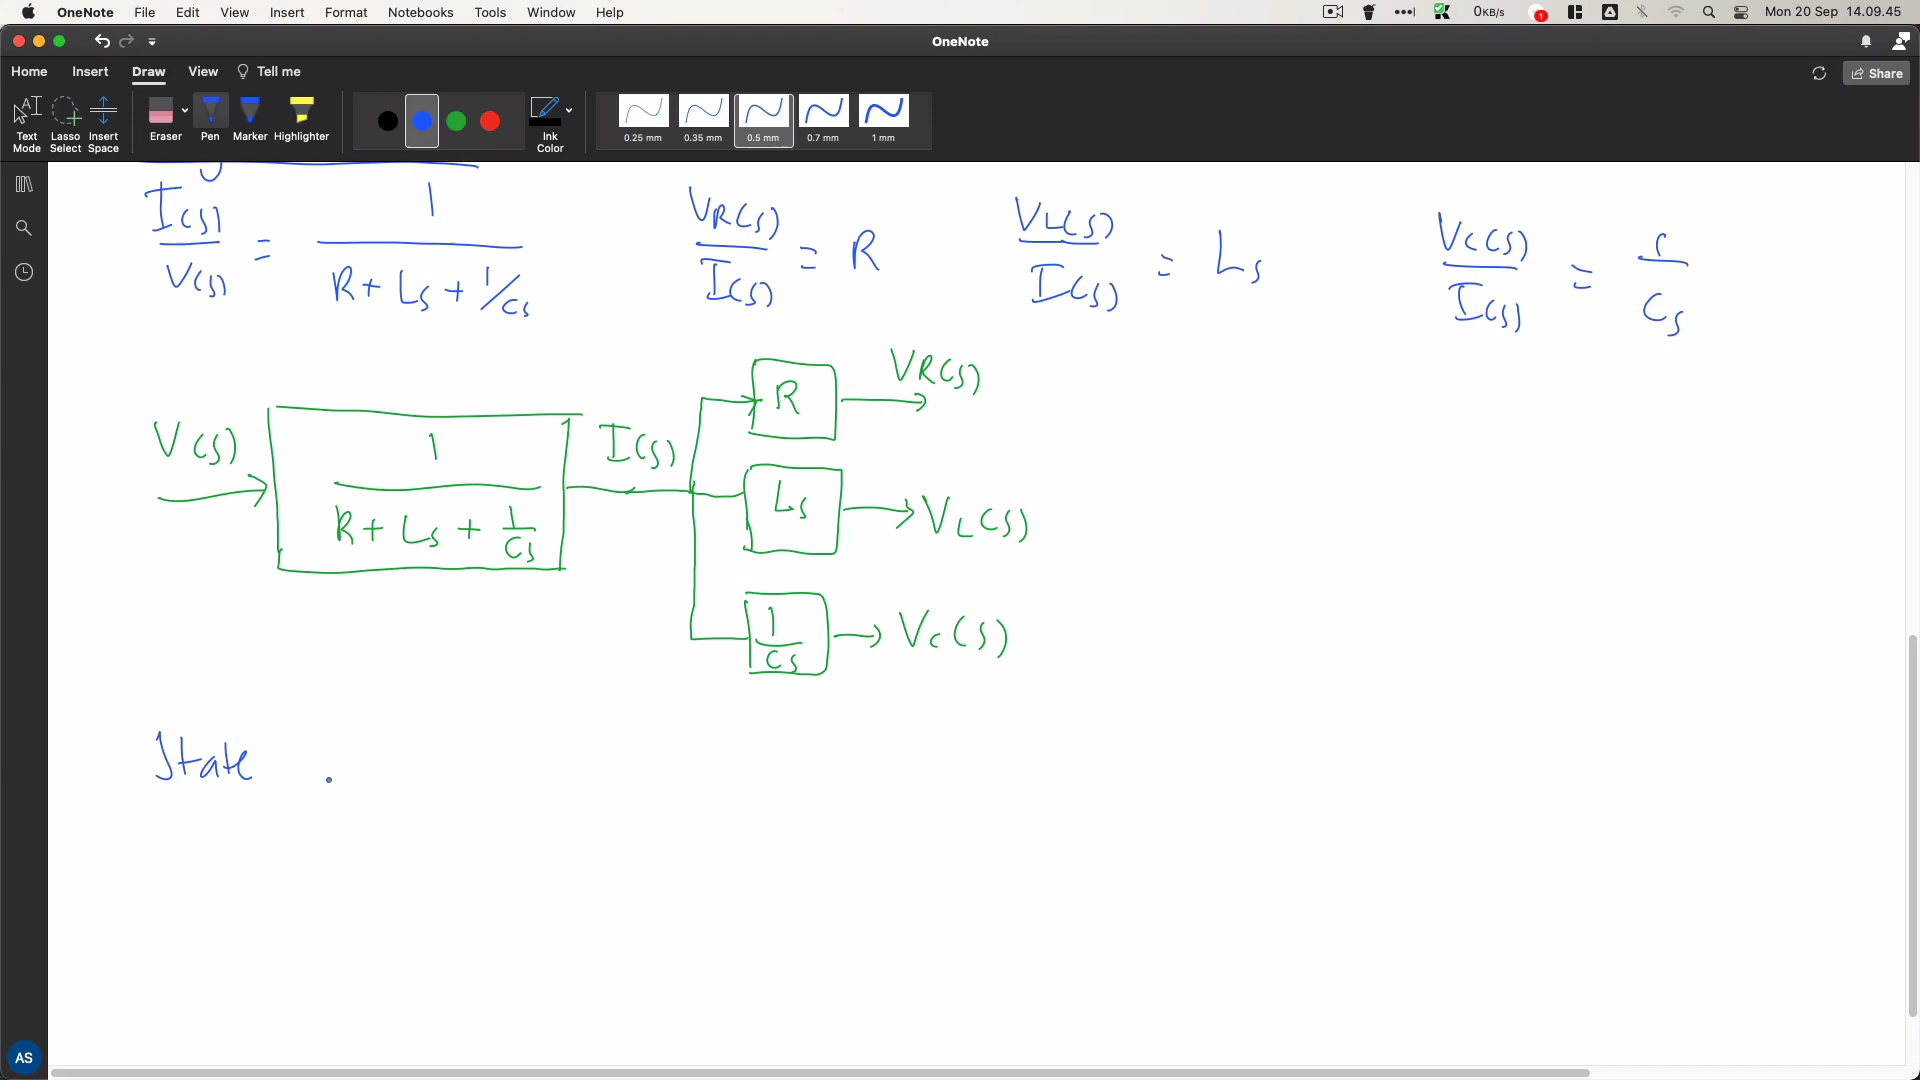 OneNote File Edit View Insert Format Notebooks Tools Window Help 0KB/s 1 Mon 20 Sep 14.09.45
OneNote
Home Insert Draw View Tell me Share
Text Mode Lasso Select Insert Space Eraser Pen Marker Highlighter Ink Color 0.25 mm 0.35 mm 0.5 mm 0.7 mm 1 mm
I(s)/V(s) = 1/(R + Ls + 1/Cs) VR(s)/I(s) = R VL(s)/I(s) = Ls Vc(s)/I(s) = 1/Cs
R VR(s)
V(s) 1/(R + Ls + 1/Cs) I(s)
Ls VL(s)
1/Cs Vc(s)
State
AS